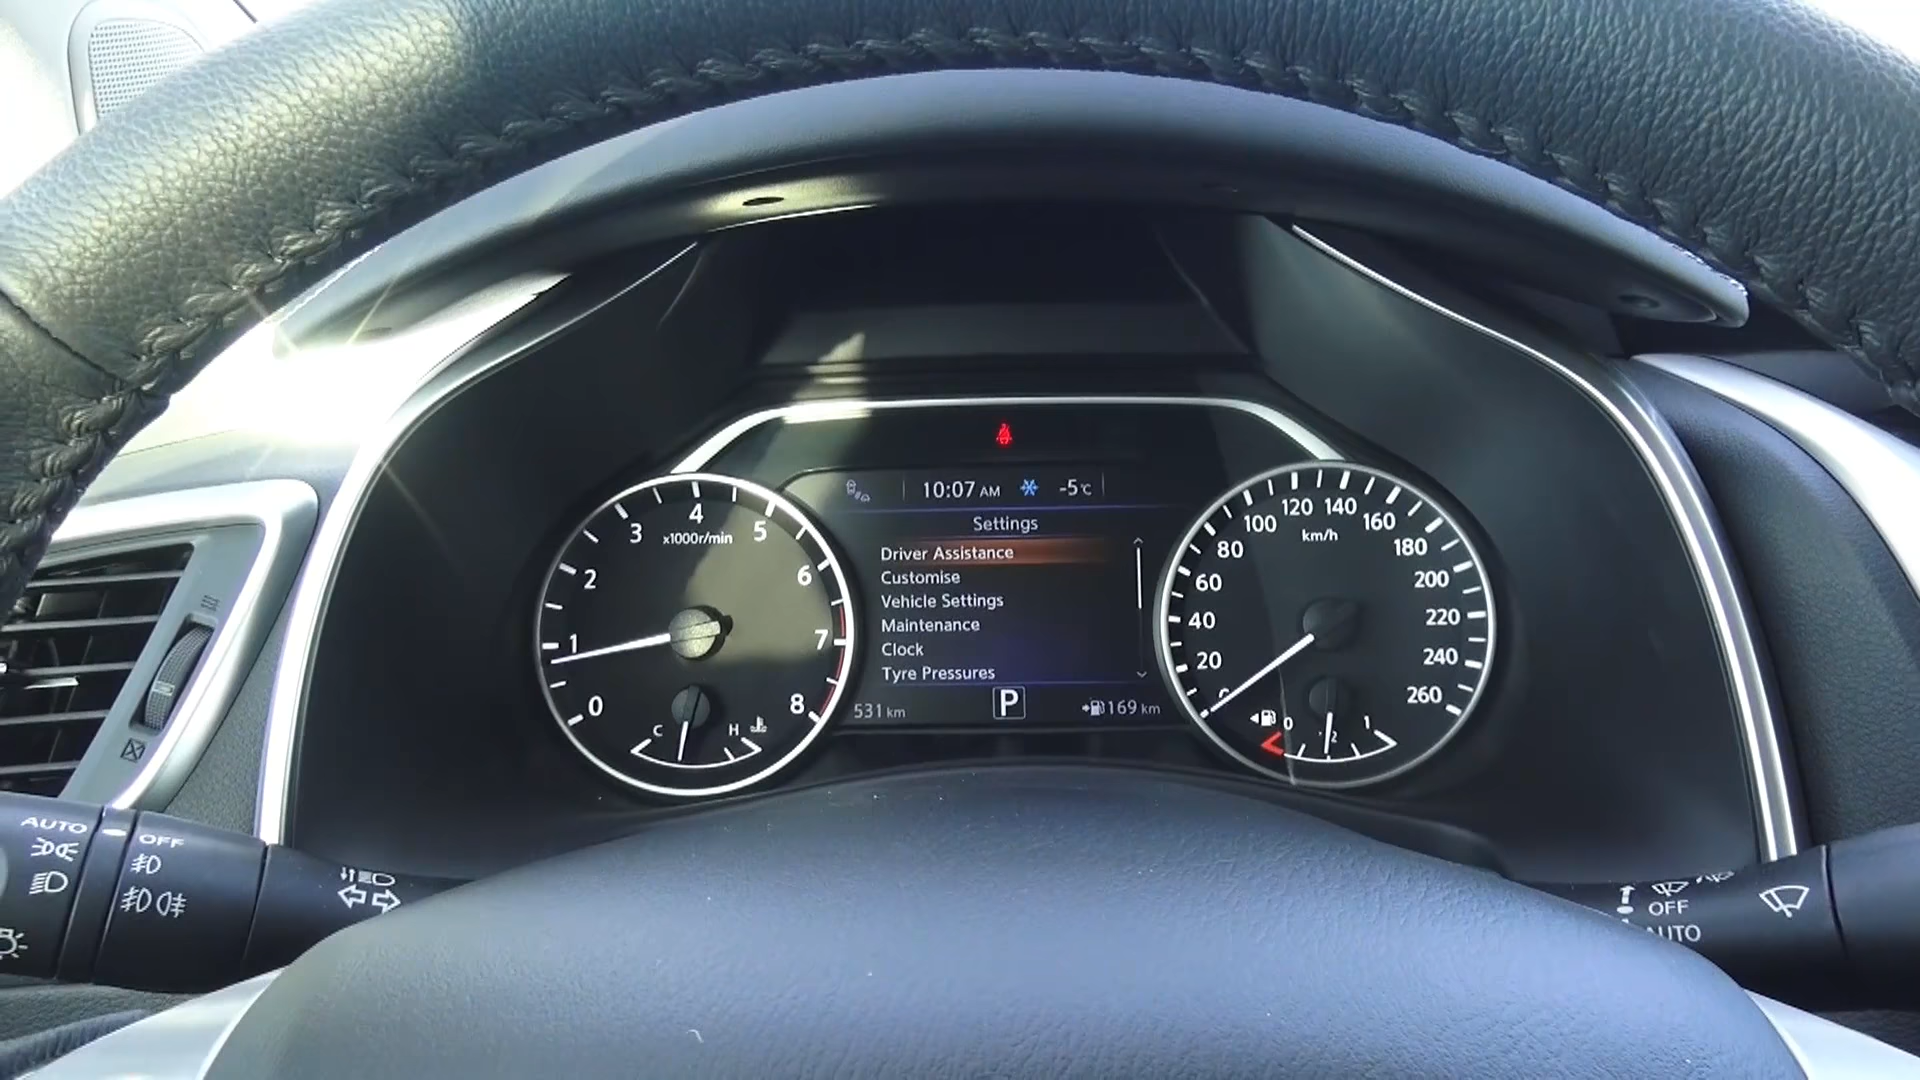 10:07 AM -5°C
Settings
Driver Assistance
Customise
Vehicle Settings
Maintenance
Clock
Tyre Pressures
531 km
P
169 km
0
1
2
3
4
5
6
7
8
x1000r/min
C
H
0
20
40
60
80
100
120
140
160
180
200
220
240
260
km/h
0
1
AUTO
OFF
OFF
AUTO